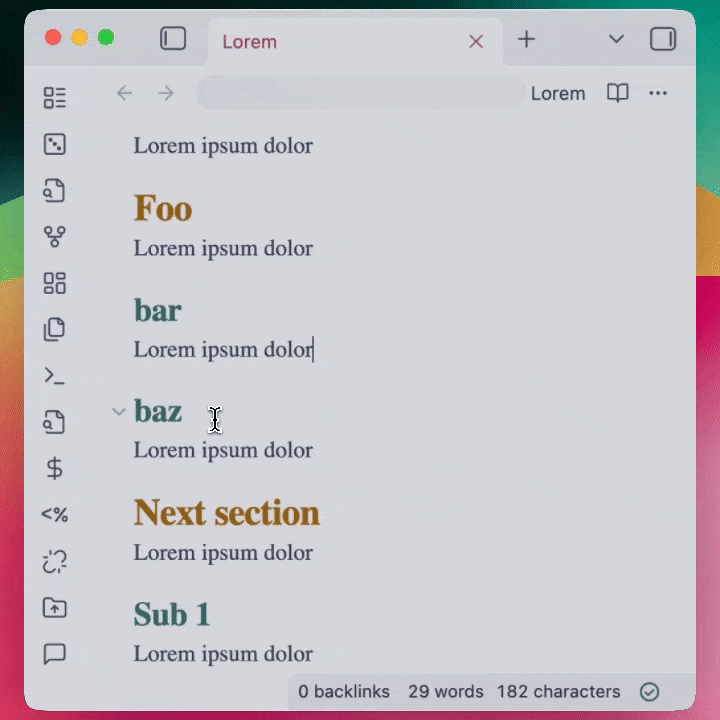 Lorem
Lorem
Lorem ipsum dolor
Foo
Lorem ipsum dolor
bar
Lorem ipsum dolor
baz
Lorem ipsum dolor
Next section
Lorem ipsum dolor
<%
Sub 1
Lorem ipsum dolor
0 backlinks 29 words 182 characters